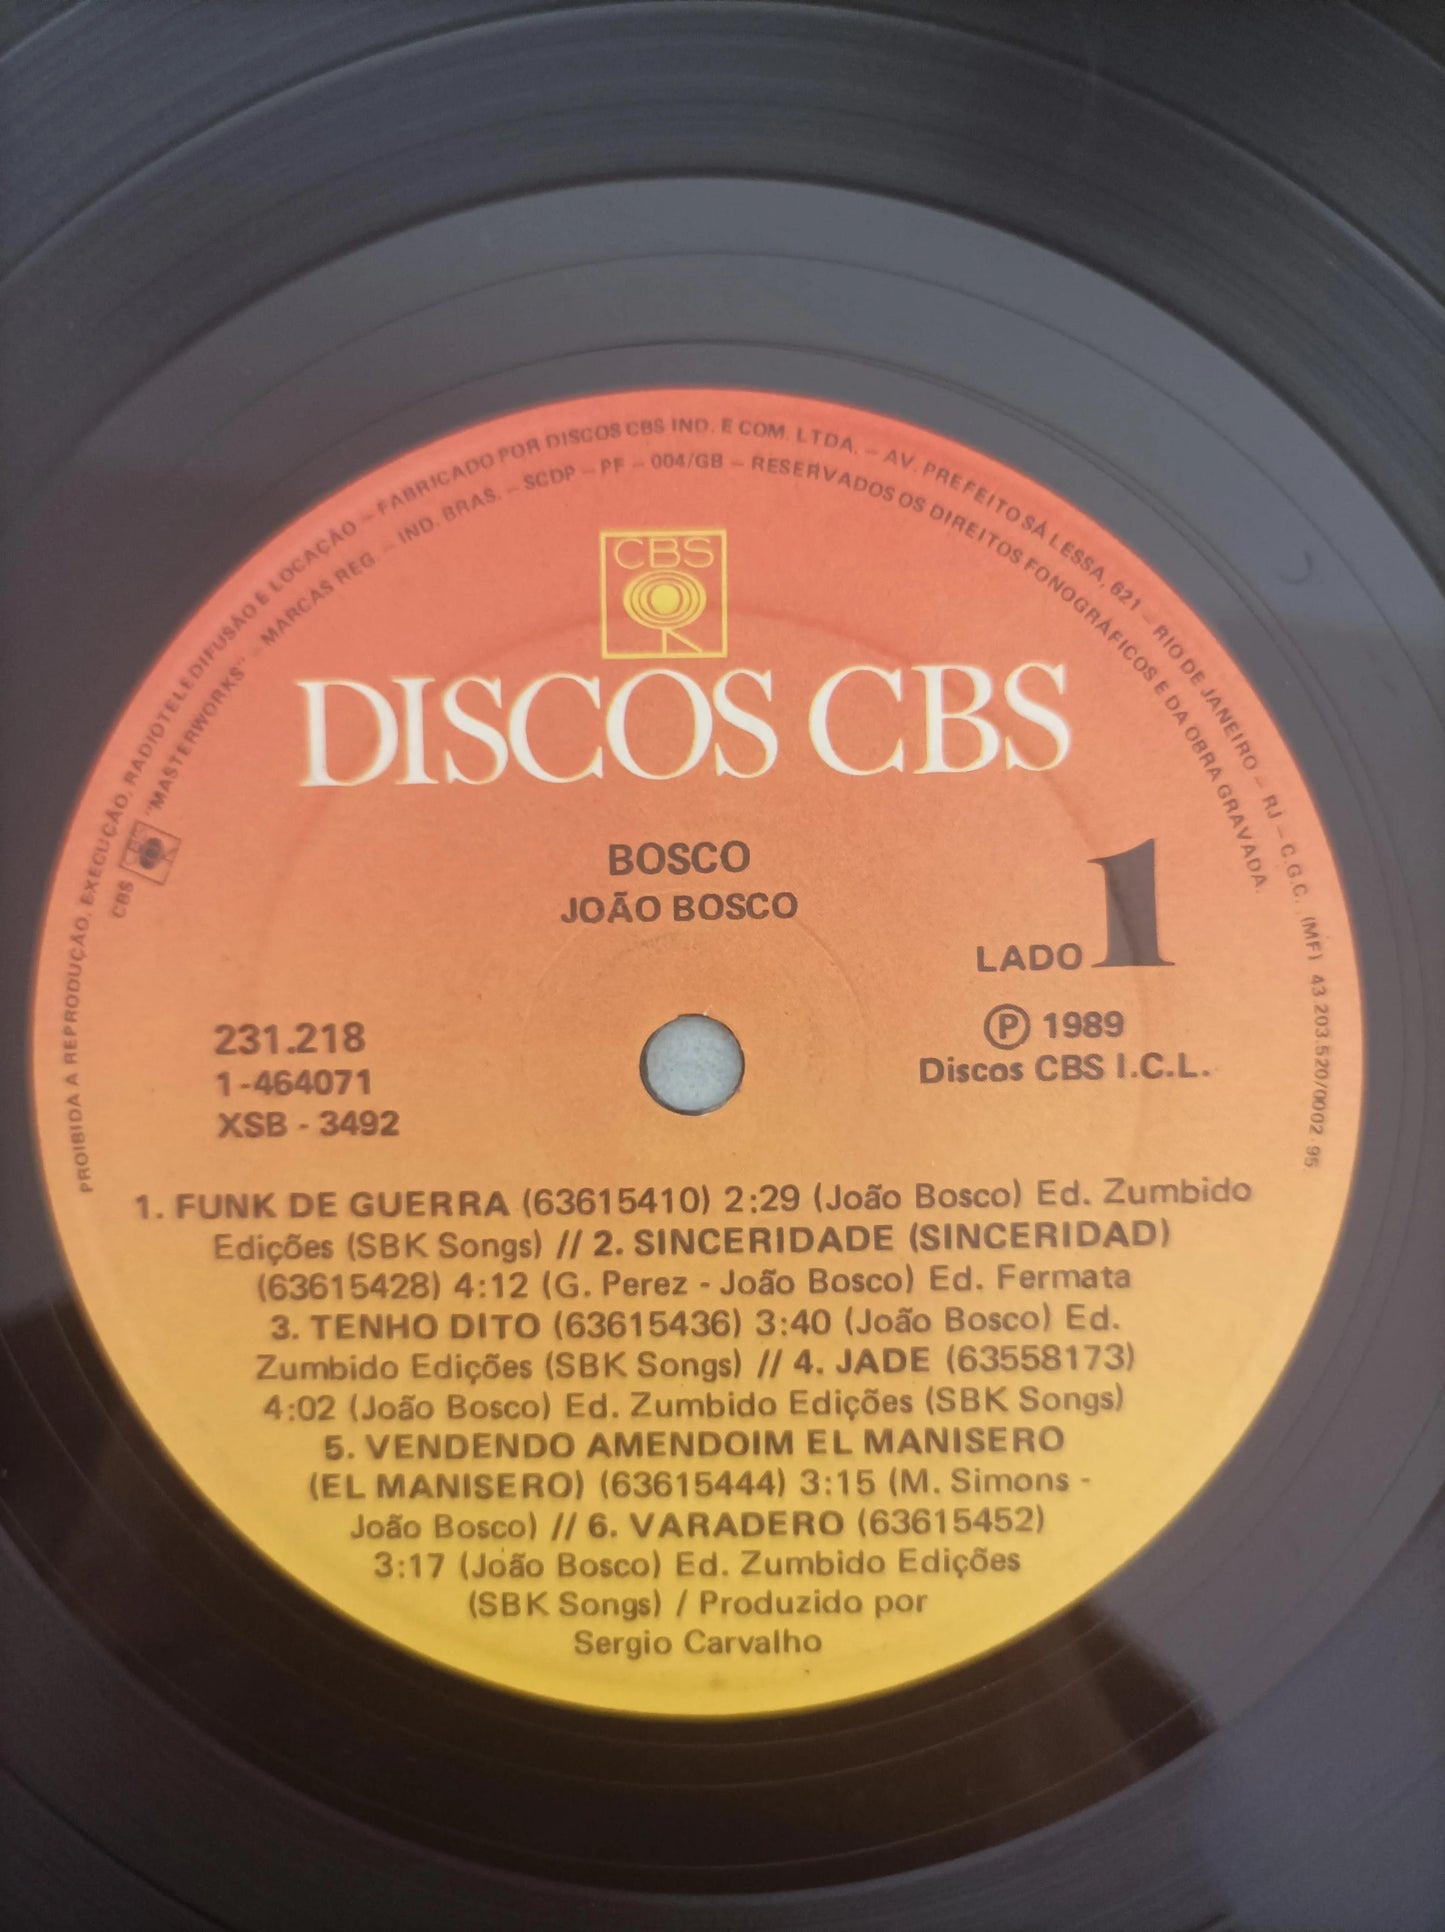 PROIBIDA A REPRODUÇÃO, EXECUÇÃO, RADIOTELEDIFUSÃO E LOCAÇÃO – FABRICADO POR DISCOS CBS IND. E COM. LTDA. – AV. PREFEITO SÁ LESSA, 621 – RIO DE JANEIRO – RJ – C.G.C. (MF) 43 203.520/0002 95
CBS CBS "MASTERWORKS" – MARCAS REG. – IND. BRAS. – SCDP – PF – 004/GB – RESERVADOS OS DIREITOS FONOGRÁFICOS E DA OBRA GRAVADA.
CBS
DISCOS CBS
BOSCO
JOÃO BOSCO
LADO 1
231.218
1-464071
XSB - 3492
Ⓟ 1989
Discos CBS I.C.L.
1. FUNK DE GUERRA (63615410) 2:29 (João Bosco) Ed. Zumbido
Edições (SBK Songs) // 2. SINCERIDADE (SINCERIDAD)
(63615428) 4:12 (G. Perez - João Bosco) Ed. Fermata
3. TENHO DITO (63615436) 3:40 (João Bosco) Ed.
Zumbido Edições (SBK Songs) // 4. JADE (63558173)
4:02 (João Bosco) Ed. Zumbido Edições (SBK Songs)
5. VENDENDO AMENDOIM EL MANISERO
(EL MANISERO) (63615444) 3:15 (M. Simons -
João Bosco) // 6. VARADERO (63615452)
3:17 (João Bosco) Ed. Zumbido Edições
(SBK Songs) / Produzido por
Sergio Carvalho